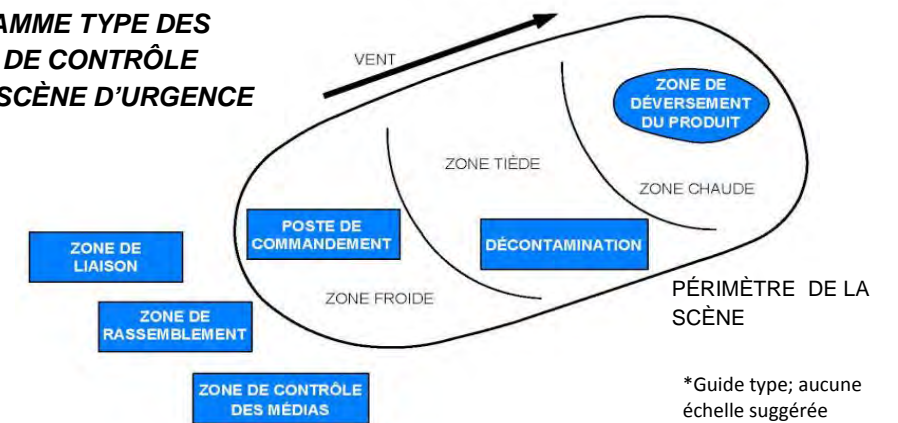 AMME TYPE DES
DE CONTRÔLE
SCÈNE D'URGENCE
VENT
ZONE DE
DÉVERSEMENT
DU PRODUIT
ZONE TIÈDE
ZONE CHAUDE
POSTE DE
COMMANDEMENT
DÉCONTAMINATION
ZONE DE
LIAISON
ZONE FROIDE
PÉRIMÈTRE DE LA
SCÈNE
ZONE DE
RASSEMBLEMENT
ZONE DE CONTRÔLE
DES MÉDIAS
*Guide type; aucune
échelle suggérée